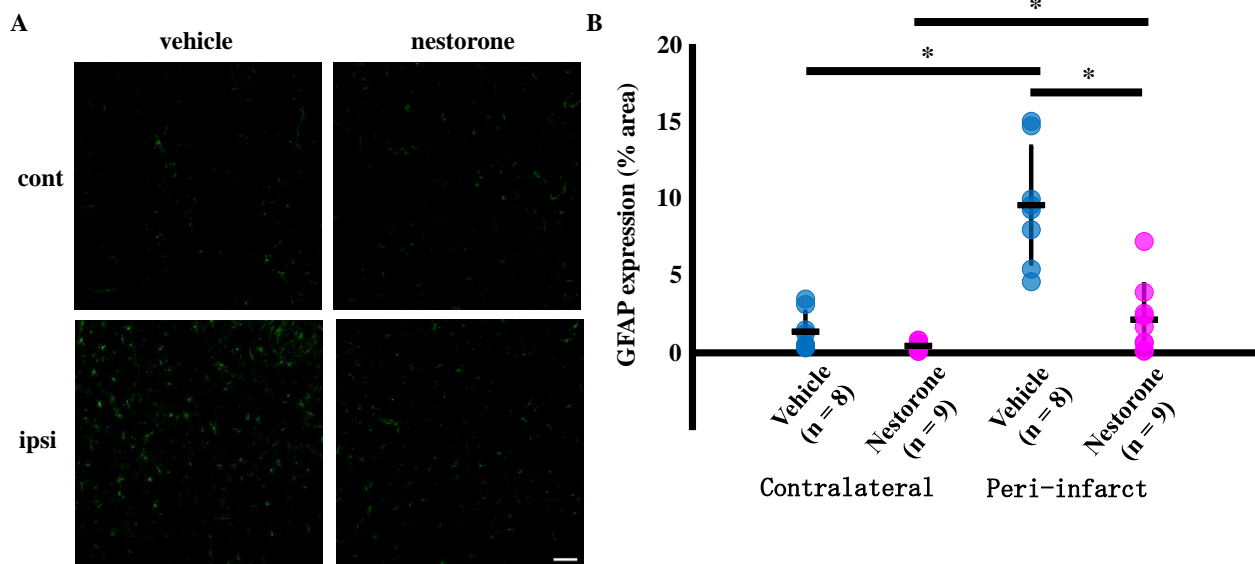 A
vehicle
nestorone
cont
ipsi
B
*
*
*
GFAP expression (% area)
20
15
10
5
0
Vehicle
(n = 8)
Nestorone
(n = 9)
Vehicle
(n = 8)
Nestorone
(n = 9)
Contralateral
Peri-infarct